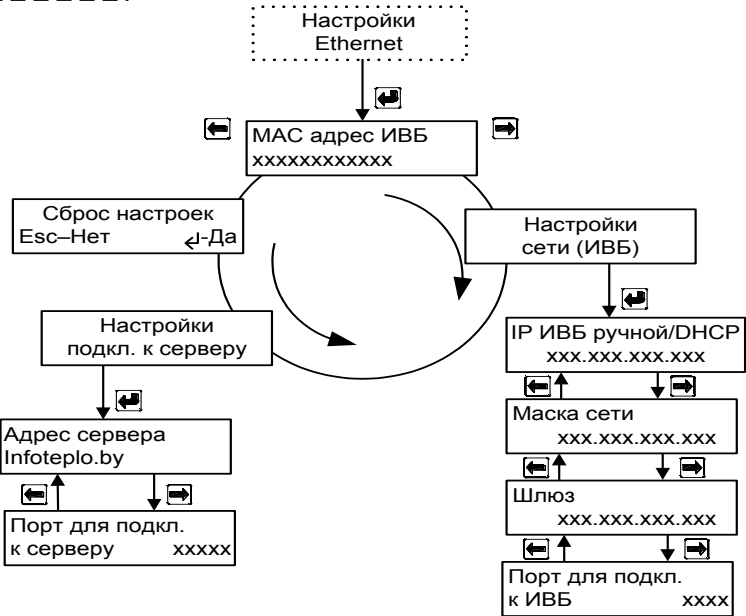 Настройки
Ethernet
МАС адрес ИВБ
xxxxxxxxxxxx
Сброс настроек
Esc–Нет ↵-Да
Настройки
сети (ИВБ)
Настройки
подкл. к серверу
IP ИВБ ручной/DHCP
xxx.xxx.xxx.xxx
Маска сети
xxx.xxx.xxx.xxx
Адрес сервера
Infoteplo.by
Шлюз
xxx.xxx.xxx.xxx
Порт для подкл.
к серверу xxxxx
Порт для подкл.
к ИВБ xxxx